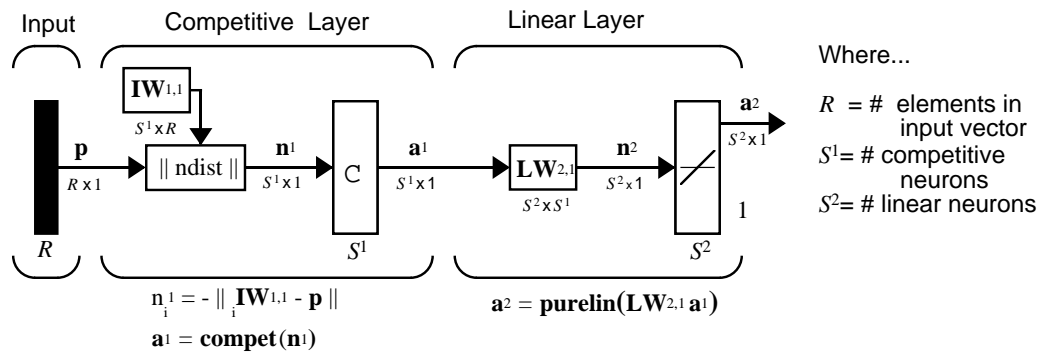 Input
Competitive Layer
Linear Layer
Where...
R = # elements in
input vector
S¹= # competitive
neurons
S²= # linear neurons
IW1,1
S¹ x R
p
R x 1
|| ndist ||
n1
S¹ x 1
C
a1
S¹ x 1
LW2,1
S² x S¹
n2
S² x 1
a2
S² x 1
1
R
S¹
S²
ni1 = - || iIW1,1 - p ||
a1 = compet(n1)
a2 = purelin(LW2,1 a1)